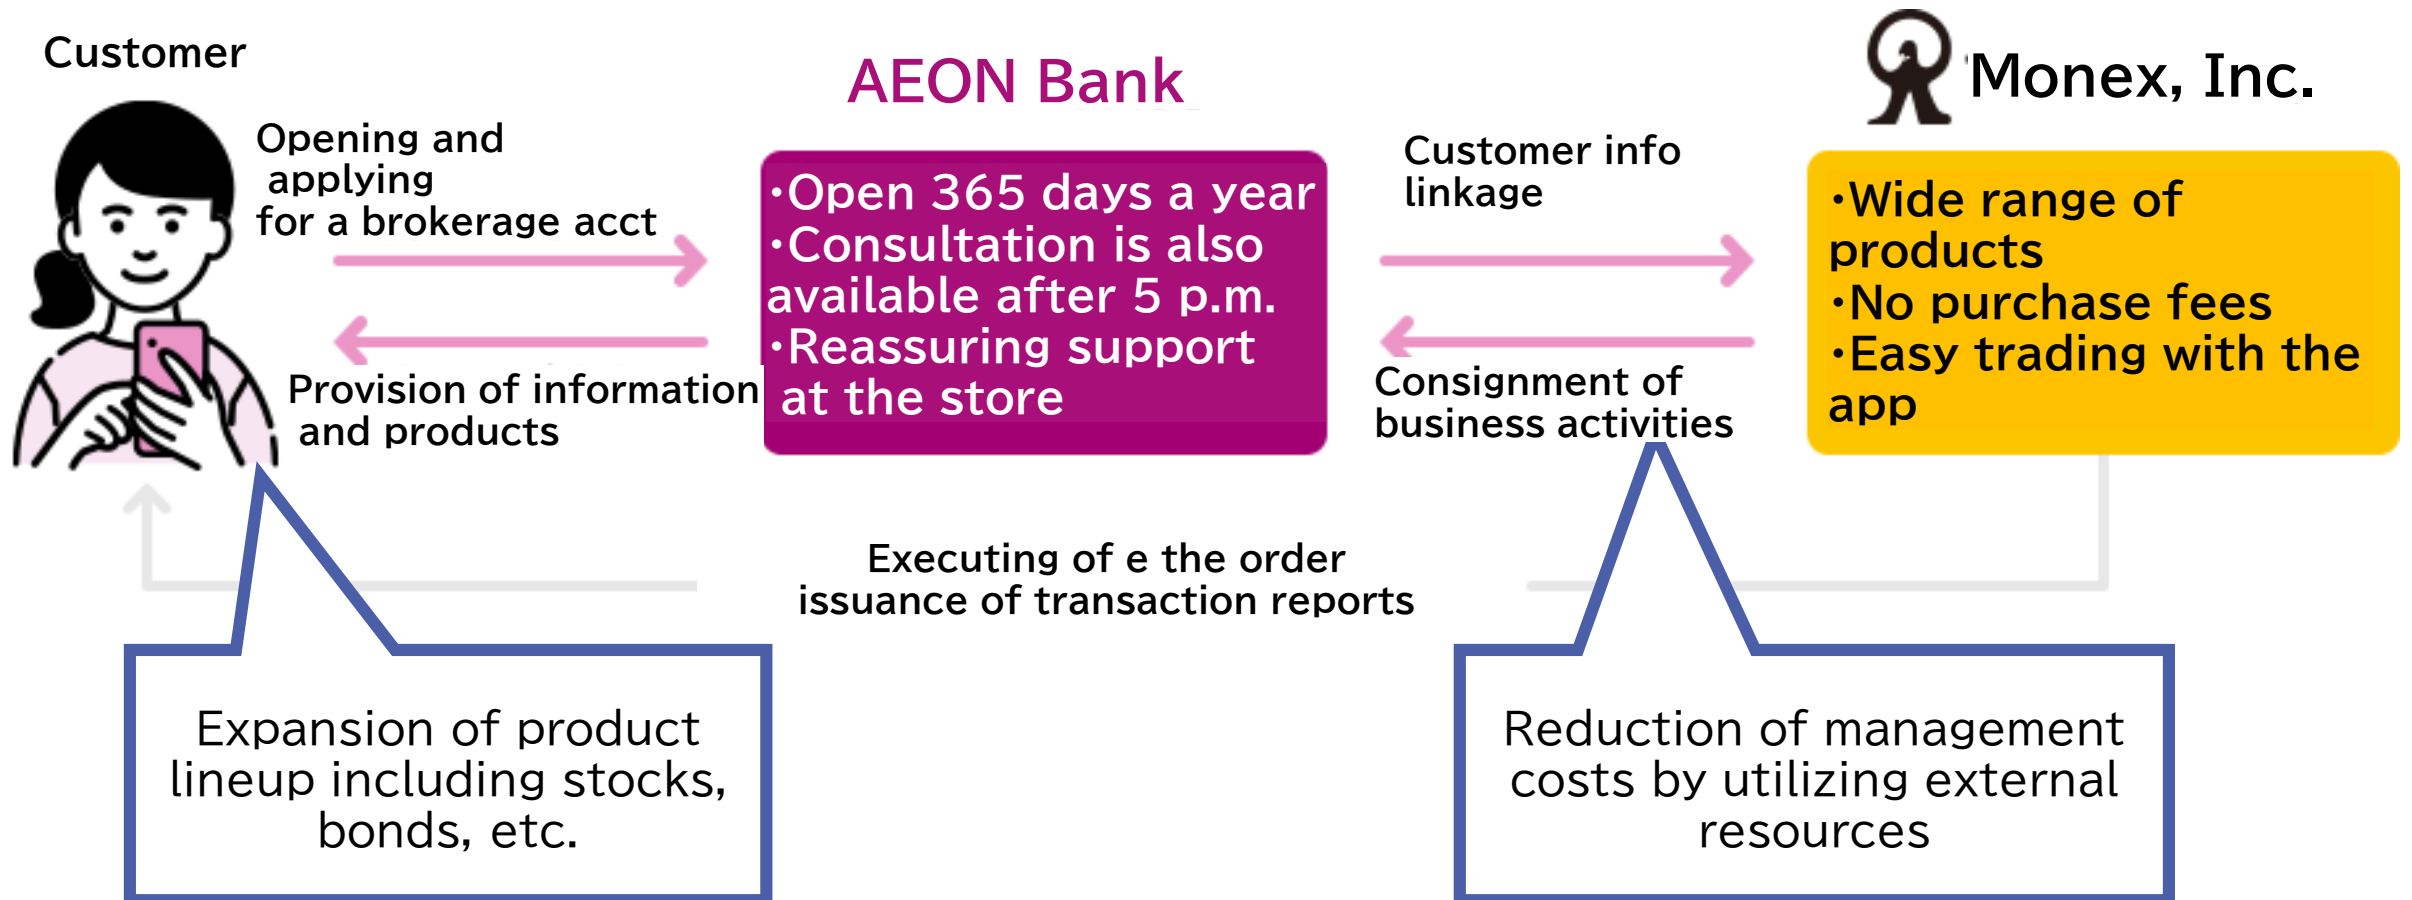 Customer
Opening and
applying
for a brokerage acct
Provision of information
and products
AEON Bank
・Open 365 days a year
・Consultation is also
available after 5 p.m.
・Reassuring support
at the store
Customer info
linkage
Consignment of
business activities
Monex, Inc.
・Wide range of
products
・No purchase fees
・Easy trading with the
app
Executing of e the order
issuance of transaction reports
Expansion of product
lineup including stocks,
bonds, etc.
Reduction of management
costs by utilizing external
resources